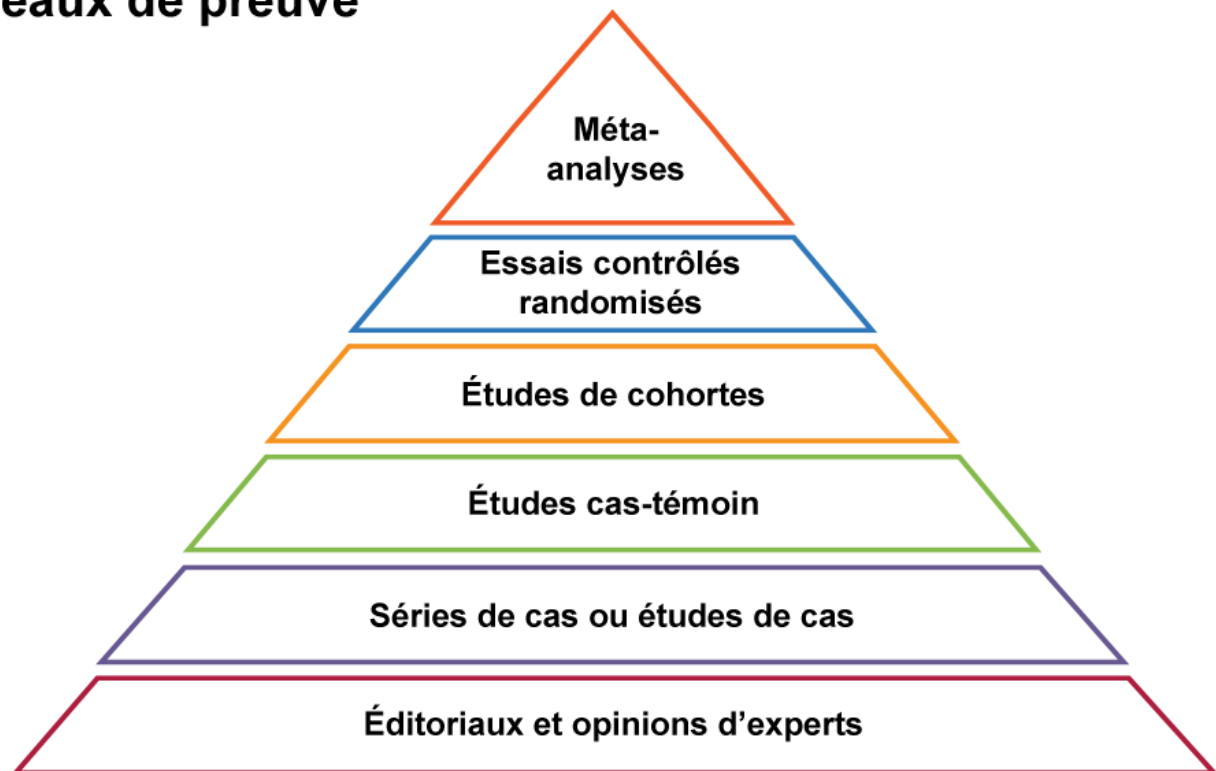 eaux de preuve
Méta-
analyses
Essais contrôlés
randomisés
Études de cohortes
Études cas-témoin
Séries de cas ou études de cas
Éditoriaux et opinions d’experts